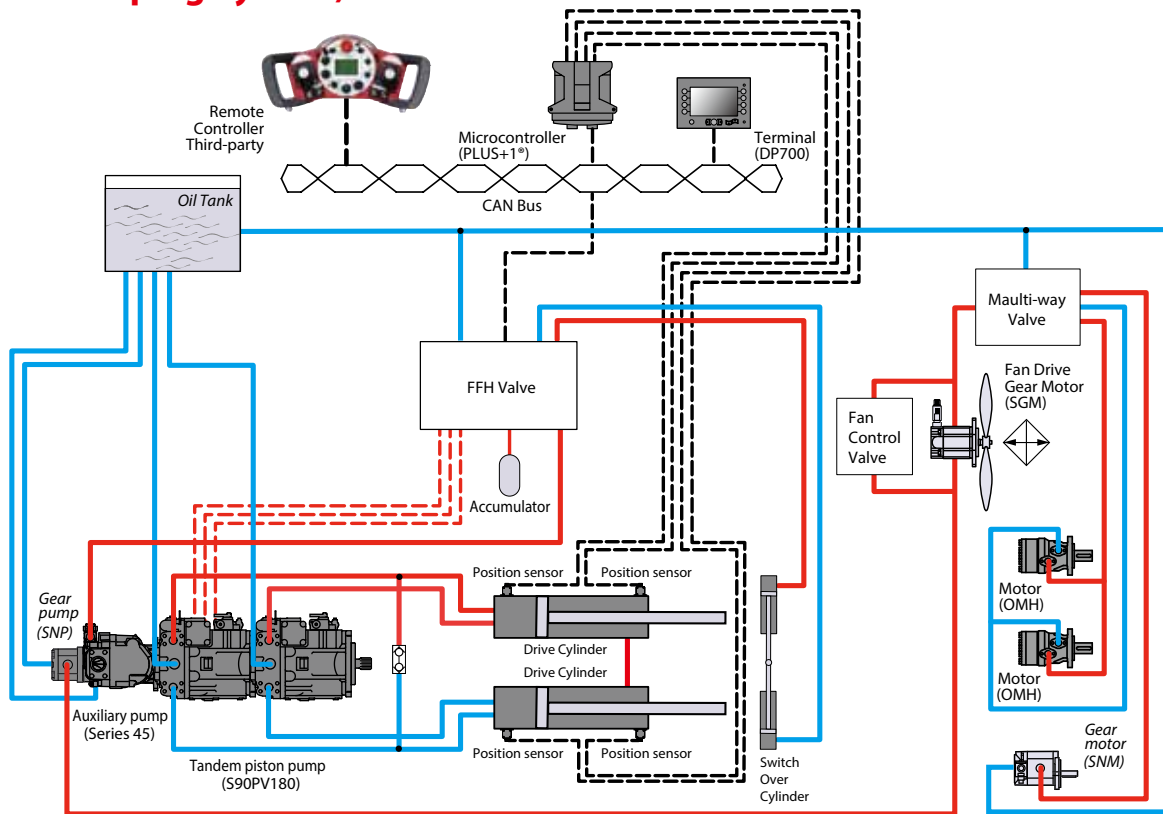 Remote
Controller
Third-party
Microcontroller
(PLUS+1®)
Terminal
(DP700)
CAN Bus
Oil Tank
Maulti-way
Valve
FFH Valve
Fan Drive
Gear Motor
(SGM)
Fan
Control
Valve
Accumulator
Position sensor
Position sensor
Gear
pump
(SNP)
Motor
(OMH)
Drive Cylinder
Drive Cylinder
Motor
(OMH)
Auxiliary pump
(Series 45)
Position sensor
Position sensor
Tandem piston pump
(S90PV180)
Switch
Over
Cylinder
Gear
motor
(SNM)